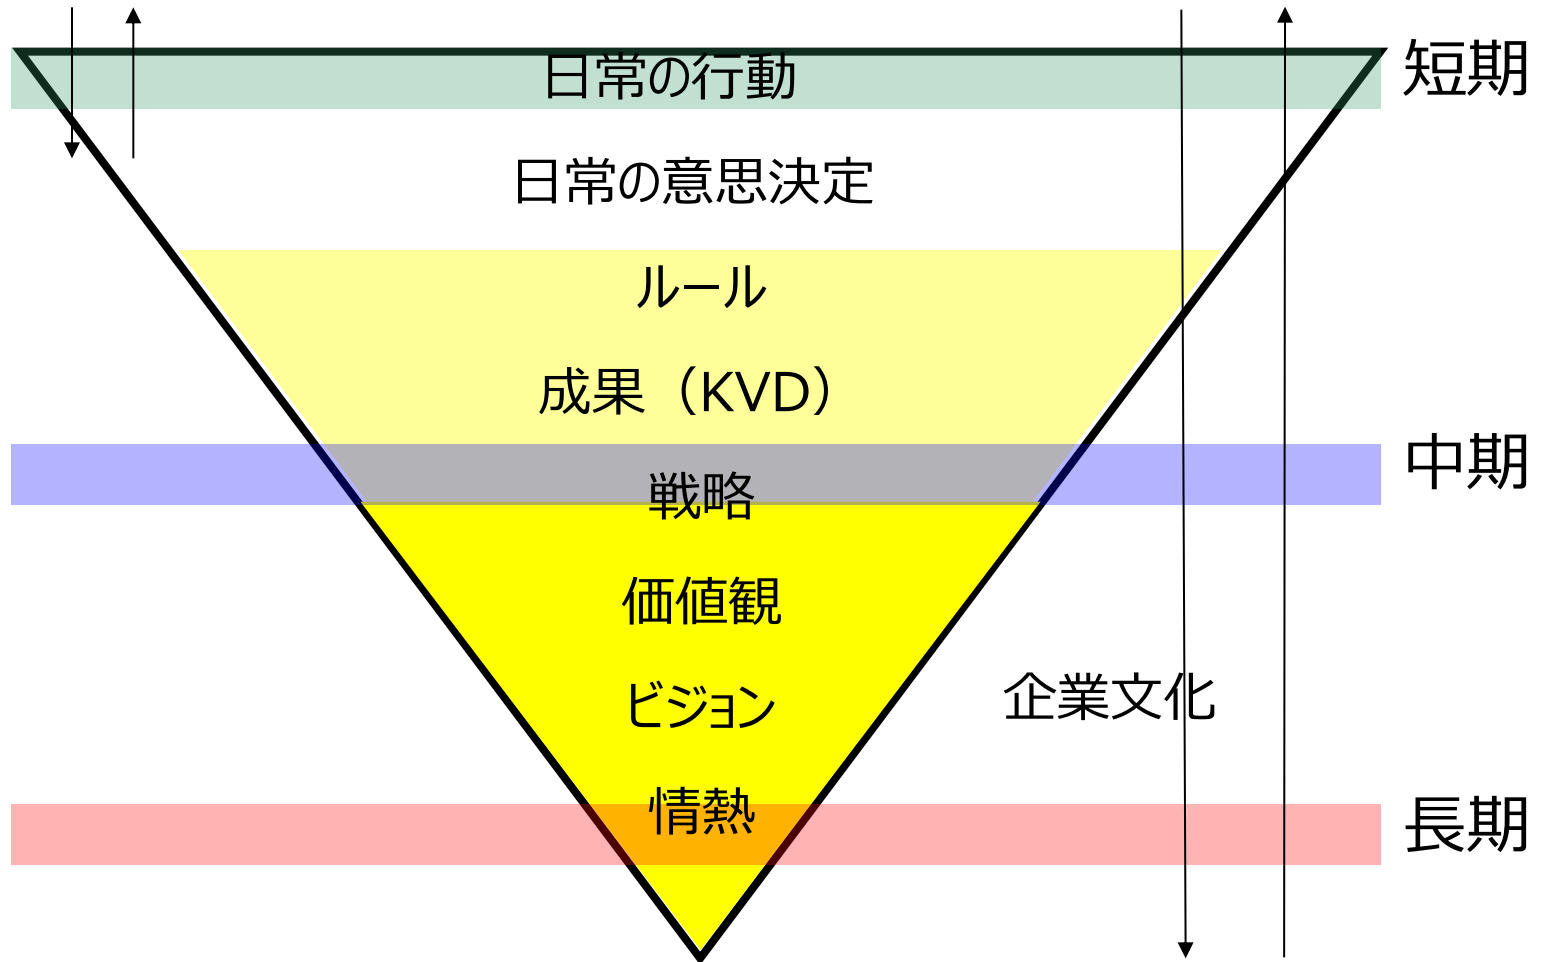 日常の行動
短期
日常の意思決定
ルール
成果（KVD）
中期
戦略
価値観
ビジョン
企業文化
情熱
長期